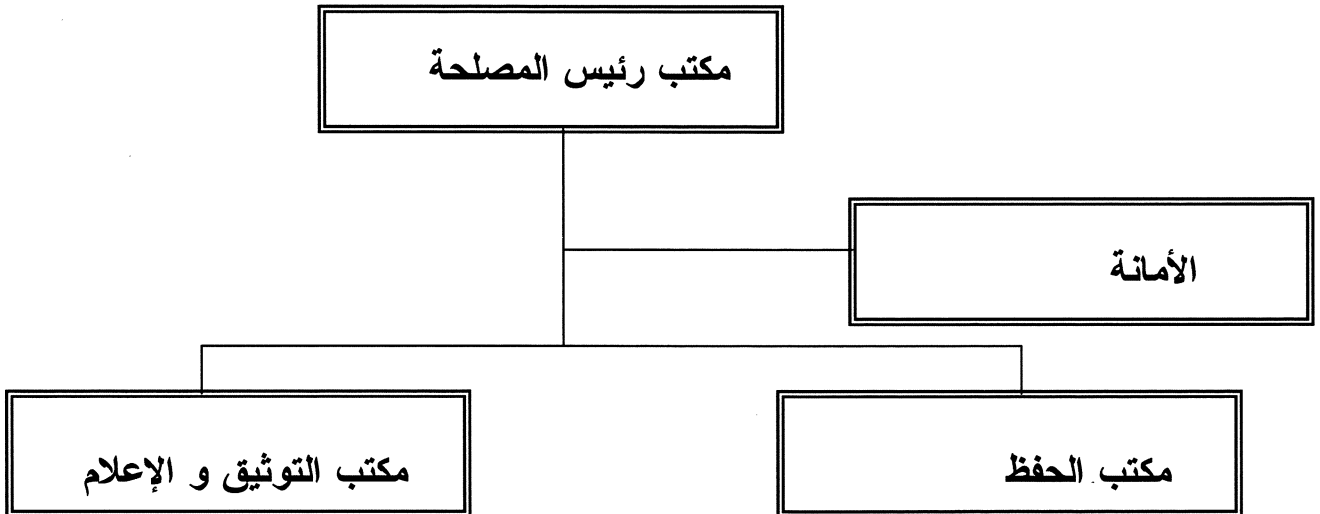 مكتب رئيس المصلحة
الأمانة
مكتب الحفظ
مكتب التوثيق و الإعلام